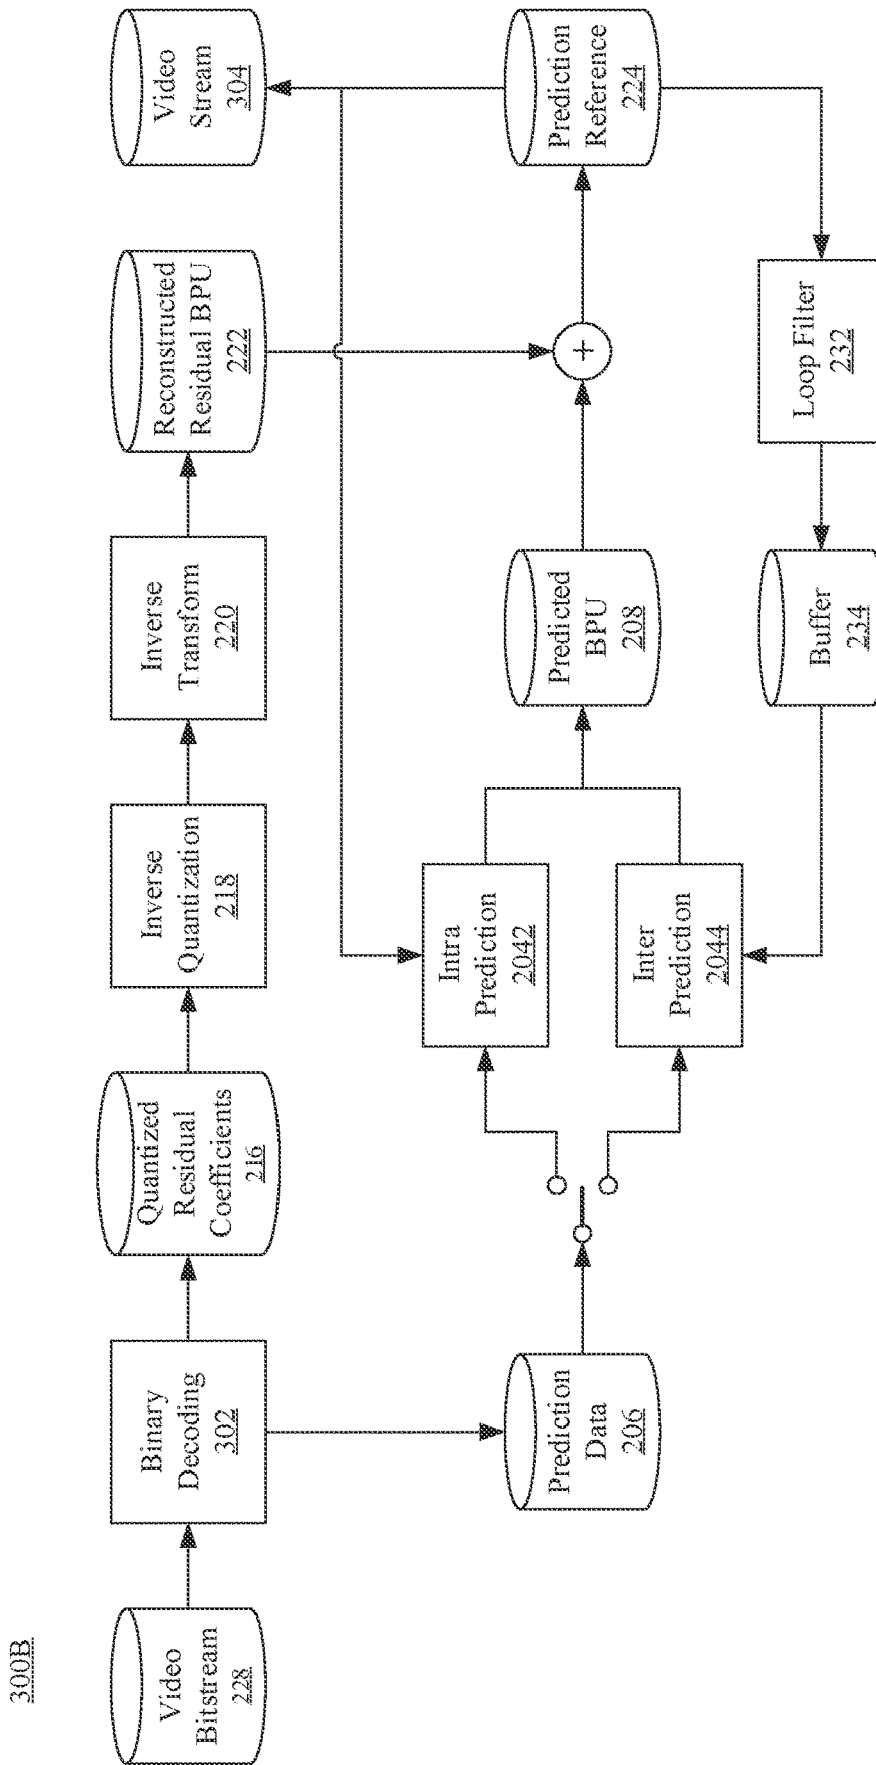 300B
Video
Bitstream
228
Binary
Decoding
302
Quantized
Residual
Coefficients
216
Inverse
Quantization
218
Inverse
Transform
220
Reconstructed
Residual BPU
222
Video
Stream
304
Prediction
Data
206
Intra
Prediction
2042
Inter
Prediction
2044
Predicted
BPU
208
+
Prediction
Reference
224
Buffer
234
Loop Filter
232